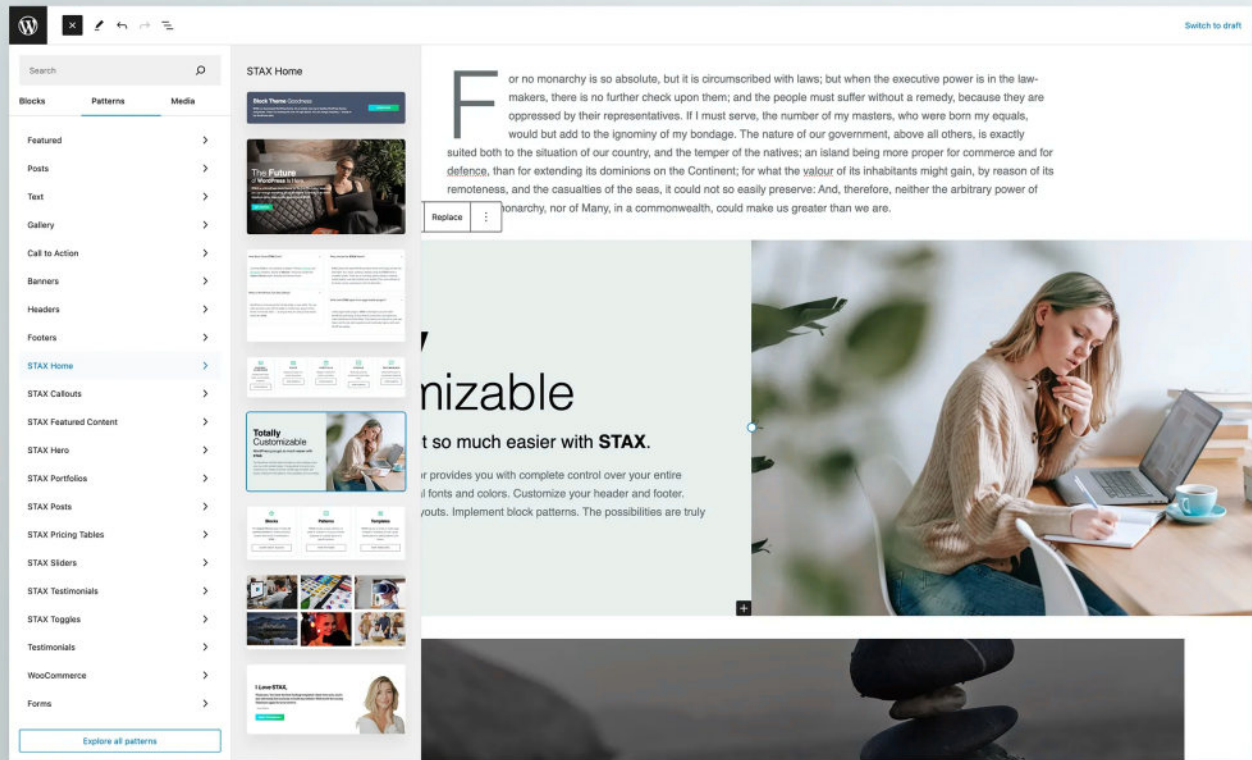 Switch to draft
Search
Blocks
Patterns
Media
Featured
Posts
Text
Gallery
Call to Action
Banners
Headers
Footers
STAX Home
STAX Callouts
STAX Featured Content
STAX Hero
STAX Portfolios
STAX Posts
STAX Pricing Tables
STAX Sliders
STAX Testimonials
STAX Toggles
Testimonials
WooCommerce
Forms
Explore all patterns
STAX Home
Block Theme Goodness
The Future
of WordPress Is Here.
Totally
Customizable
WordPress just got so much easier with
STAX.
Blocks
Patterns
Templates
I Love STAX.
For no monarchy is so absolute, but it is circumscribed with laws; but when the executive power is in the law-
makers, there is no further check upon them; and the people must suffer without a remedy, because they are
oppressed by their representatives. If I must serve, the number of my masters, who were born my equals,
would but add to the ignominy of my bondage. The nature of our government, above all others, is exactly
suited both to the situation of our country, and the temper of the natives; an island being more proper for commerce and for
defence, than for extending its dominions on the Continent; for what the valour of its inhabitants might gain, by reason of its
remoteness, and the casualties of the seas, it could not so easily preserve: And, therefore, neither the arbitrary power of
onarchy, nor of Many, in a commonwealth, could make us greater than we are.
Replace
y
mizable
t so much easier with STAX.
or provides you with complete control over your entire
l fonts and colors. Customize your header and footer.
youts. Implement block patterns. The possibilities are truly